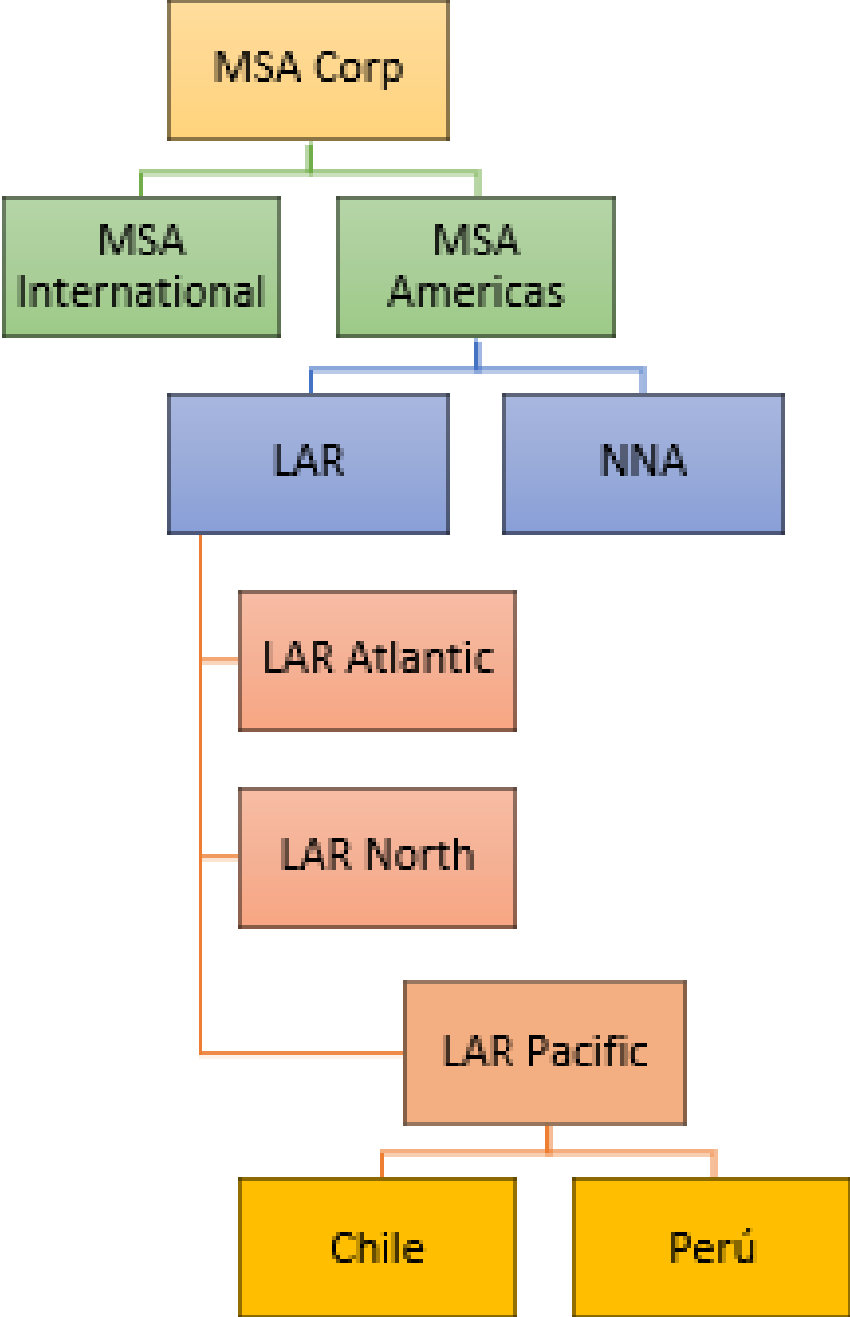 MSA Corp
MSA
International
MSA
Americas
LAR
NNA
LAR Atlantic
LAR North
LAR Pacific
Chile
Perú